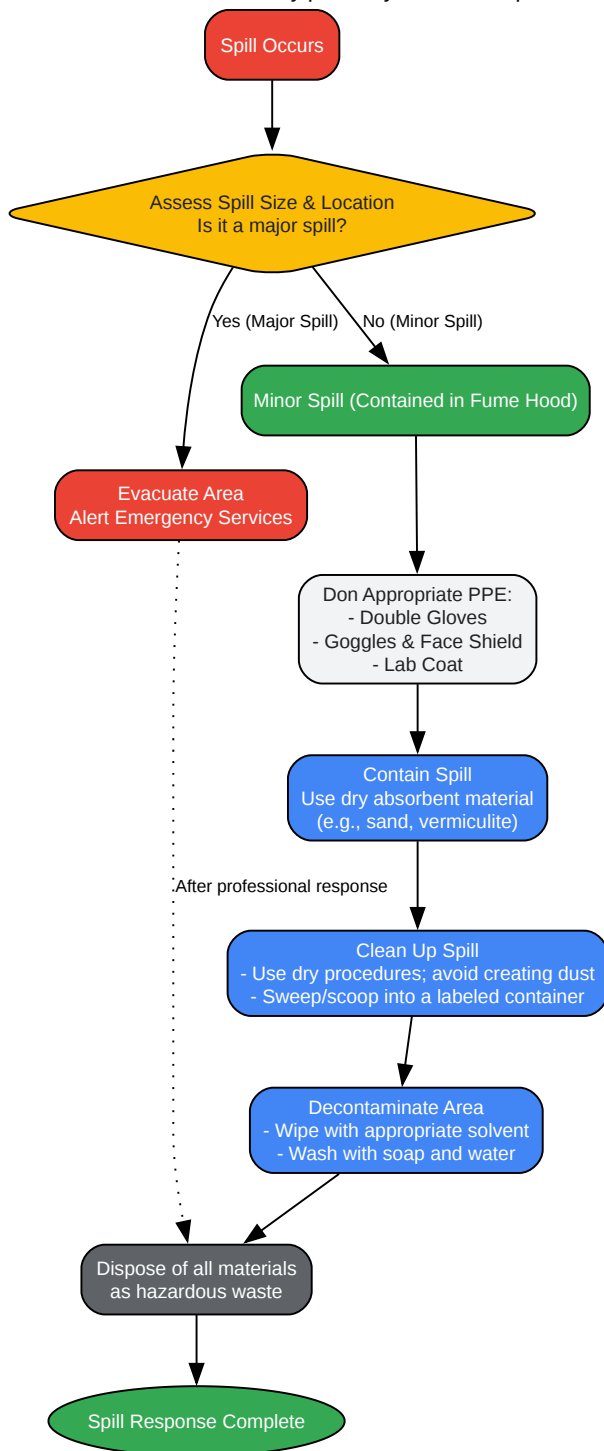 Spill Occurs
Assess Spill Size & Location
Is it a major spill?
Yes (Major Spill)
No (Minor Spill)
Minor Spill (Contained in Fume Hood)
Evacuate Area
Alert Emergency Services
Don Appropriate PPE:
- Double Gloves
- Goggles & Face Shield
- Lab Coat
Contain Spill
Use dry absorbent material
(e.g., sand, vermiculite)
After professional response
Clean Up Spill
- Use dry procedures; avoid creating dust
- Sweep/scoop into a labeled container
Decontaminate Area
- Wipe with appropriate solvent
- Wash with soap and water
Dispose of all materials
as hazardous waste
Spill Response Complete